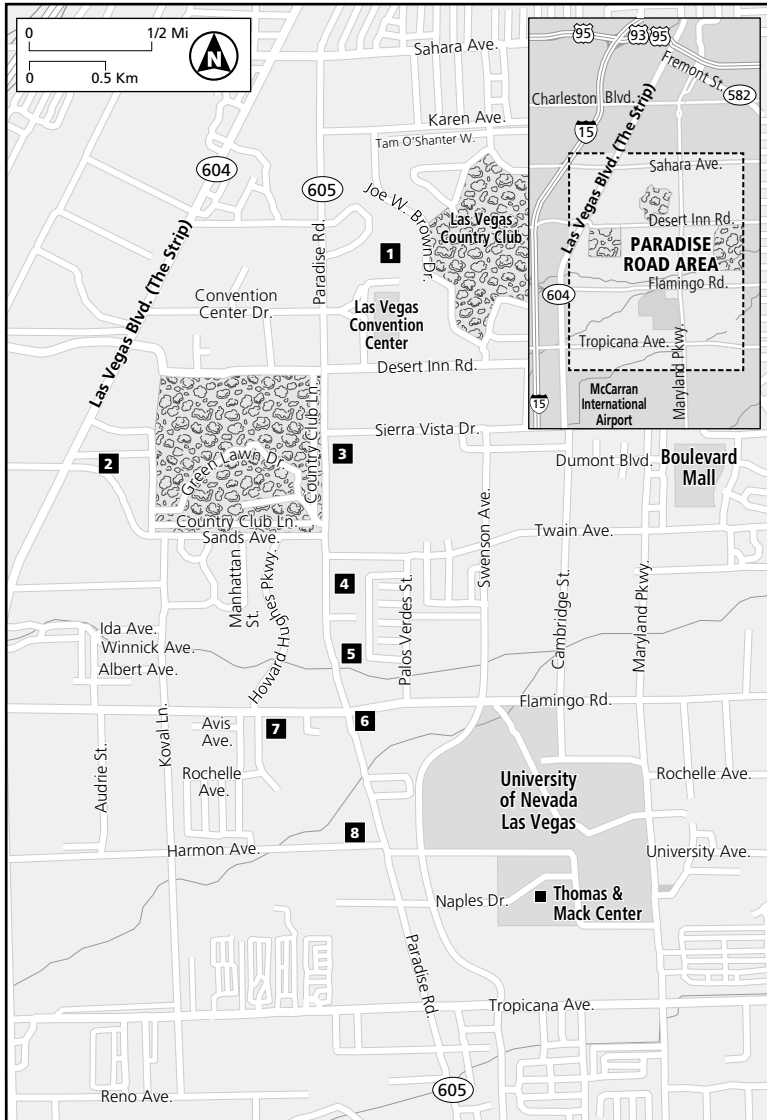 0
1/2 Mi
0
0.5 Km
N
Sahara Ave.
Karen Ave.
Tam O'Shanter W.
604
605
Joe W. Brown Dr.
Las Vegas
Country Club
Las Vegas Blvd. (The Strip)
Paradise Rd.
1
Convention
Center Dr.
Las Vegas
Convention
Center
Desert Inn Rd.
Country Club Ln.
Green Lawn Dr.
Sierra Vista Dr.
3
2
Dumont Blvd.
Boulevard
Mall
Country Club Ln.
Sands Ave.
Twain Ave.
Swenson Ave.
Manhattan
St.
Howard Hughes Pkwy.
4
Palos Verdes St.
Cambridge St.
Maryland Pkwy.
Ida Ave.
Winnick Ave.
Albert Ave.
5
Flamingo Rd.
6
7
Avis
Ave.
Koval Ln.
Audrie St.
Rochelle
Ave.
University
of Nevada
Las Vegas
Rochelle Ave.
8
Harmon Ave.
University Ave.
Naples Dr.
Thomas &
Mack Center
Paradise Rd.
Tropicana Ave.
Reno Ave.
605
95
93
95
Fremont St.
582
Charleston Blvd.
15
Las Vegas Blvd. (The Strip)
Sahara Ave.
Desert Inn Rd.
PARADISE
ROAD AREA
Flamingo Rd.
604
Tropicana Ave.
Maryland Pkwy.
McCarran
International
Airport
15